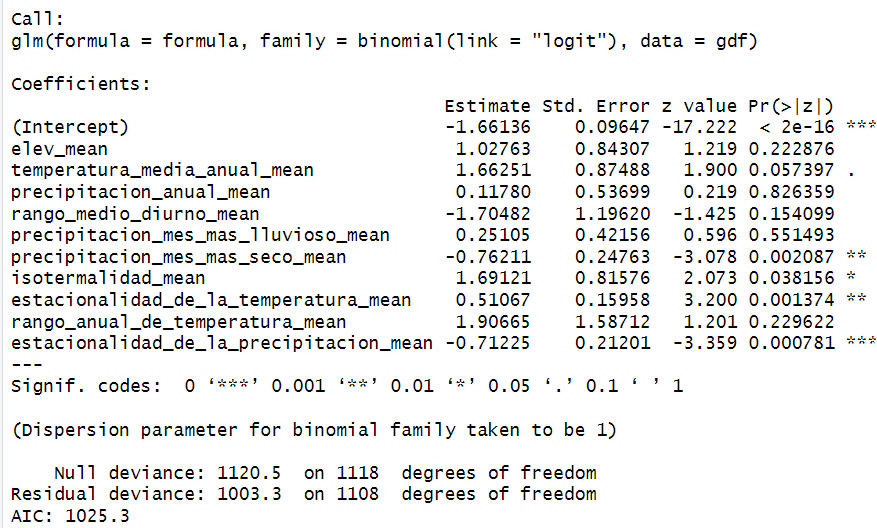 Call:
glm(formula = formula, family = binomial(link = "logit"), data = gdf)
Coefficients:
Estimate Std. Error z value Pr(>|z|)
(Intercept) -1.66136 0.09647 -17.222 < 2e-16 ***
elev_mean 1.02763 0.84307 1.219 0.222876
temperatura_media_anual_mean 1.66251 0.87488 1.900 0.057397 .
precipitacion_anual_mean 0.11780 0.53699 0.219 0.826359
rango_medio_diurno_mean -1.70482 1.19620 -1.425 0.154099
precipitacion_mes_mas_lluvioso_mean 0.25105 0.42156 0.596 0.551493
precipitacion_mes_mas_seco_mean -0.76211 0.24763 -3.078 0.002087 **
isotermalidad_mean 1.69121 0.81576 2.073 0.038156 *
estacionalidad_de_la_temperatura_mean 0.51067 0.15958 3.200 0.001374 **
rango_anual_de_temperatura_mean 1.90665 1.58712 1.201 0.229622
estacionalidad_de_la_precipitacion_mean -0.71225 0.21201 -3.359 0.000781 ***
---
Signif. codes: 0 ‘***’ 0.001 ‘**’ 0.01 ‘*’ 0.05 ‘.’ 0.1 ‘ ’ 1
(Dispersion parameter for binomial family taken to be 1)
Null deviance: 1120.5 on 1118 degrees of freedom
Residual deviance: 1003.3 on 1108 degrees of freedom
AIC: 1025.3